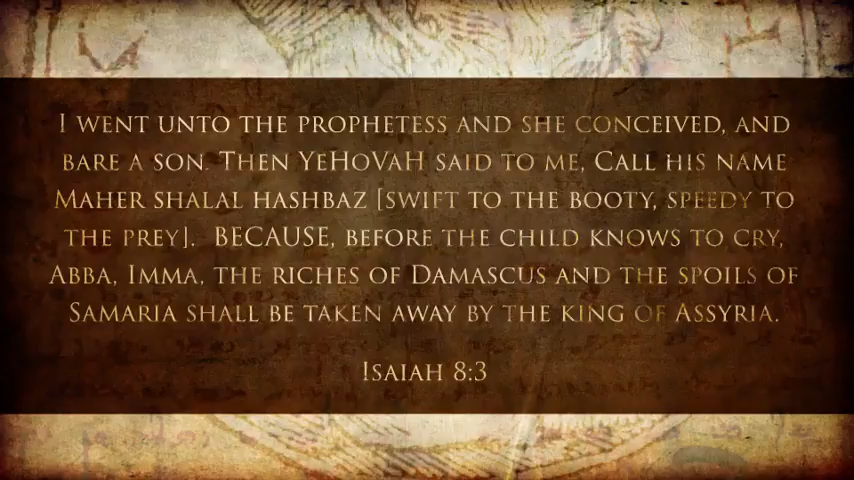 I WENT UNTO THE PROPHETESS AND SHE CONCEIVED, AND
BARE A SON. THEN YEHOVAH SAID TO ME, CALL HIS NAME
MAHER SHALAL HASHBAZ [SWIFT TO THE BOOTY, SPEEDY TO
THE PREY]. BECAUSE, BEFORE THE CHILD KNOWS TO CRY,
ABBA, IMMA, THE RICHES OF DAMASCUS AND THE SPOILS OF
SAMARIA SHALL BE TAKEN AWAY BY THE KING OF ASSYRIA.
ISAIAH 8:3